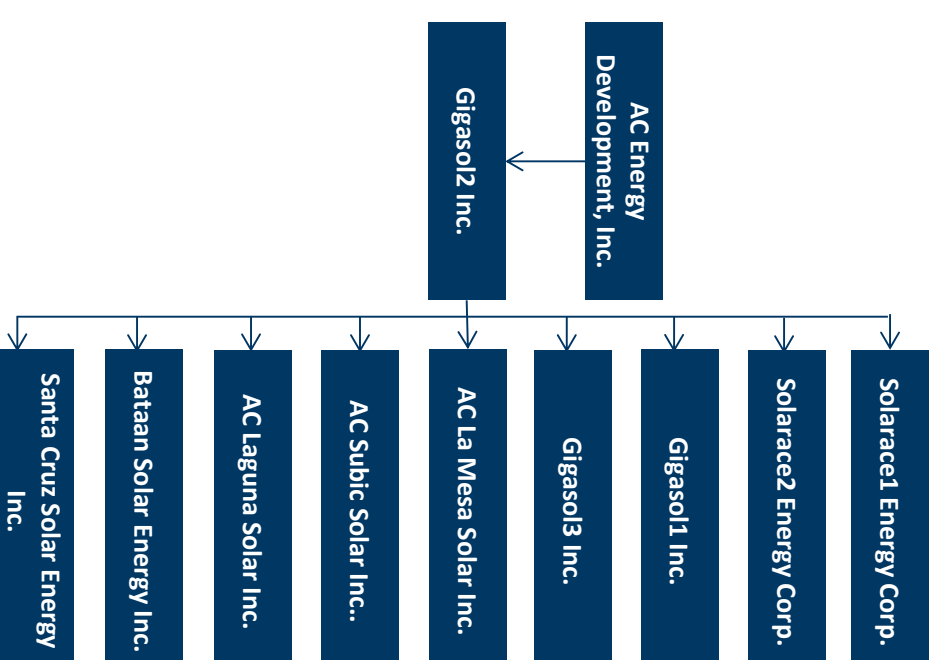 AC Energy
Development, Inc.
Gigasol2 Inc.
Solarace1 Energy Corp.
Solarace2 Energy Corp.
Gigasol1 Inc.
Gigasol3 Inc.
AC La Mesa Solar Inc.
AC Subic Solar Inc..
AC Laguna Solar Inc.
Bataan Solar Energy Inc.
Santa Cruz Solar Energy
Inc.